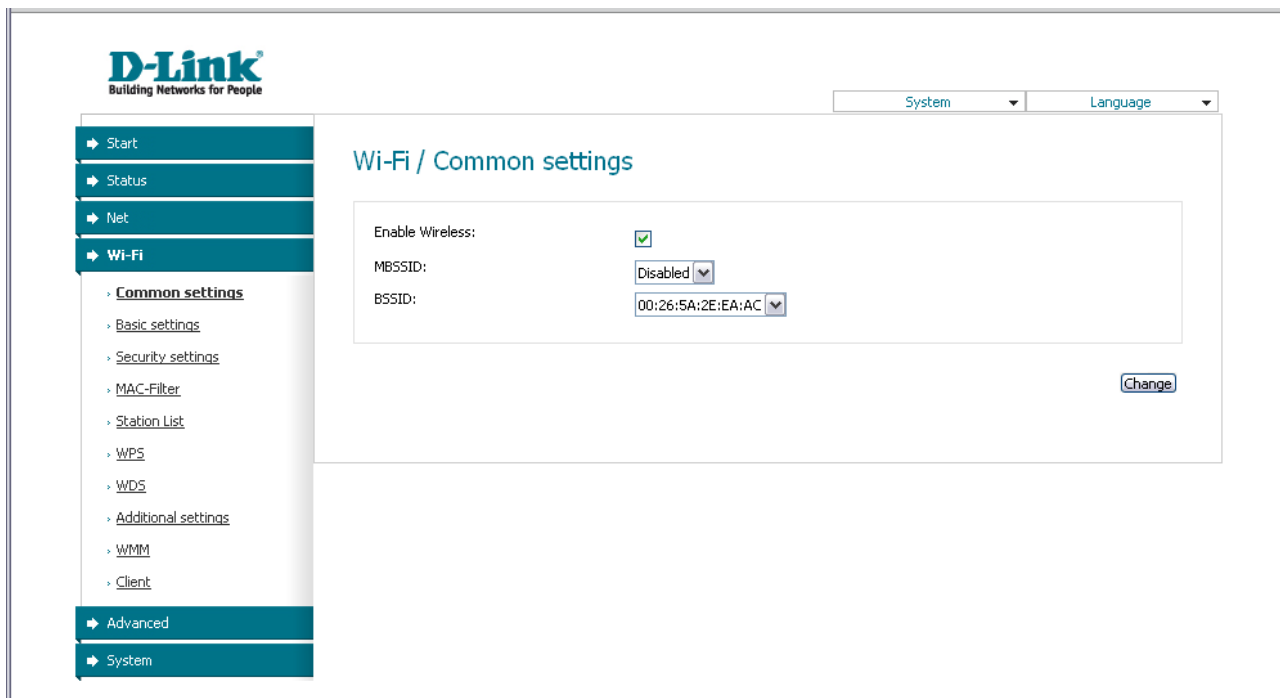 D-Link®
Building Networks for People
System
Language
Start
Status
Net
Wi-Fi
Common settings
Basic settings
Security settings
MAC-Filter
Station List
WPS
WDS
Additional settings
WMM
Client
Advanced
System
Wi-Fi / Common settings
Enable Wireless:
MBSSID:
Disabled
BSSID:
00:26:5A:2E:EA:AC
Change